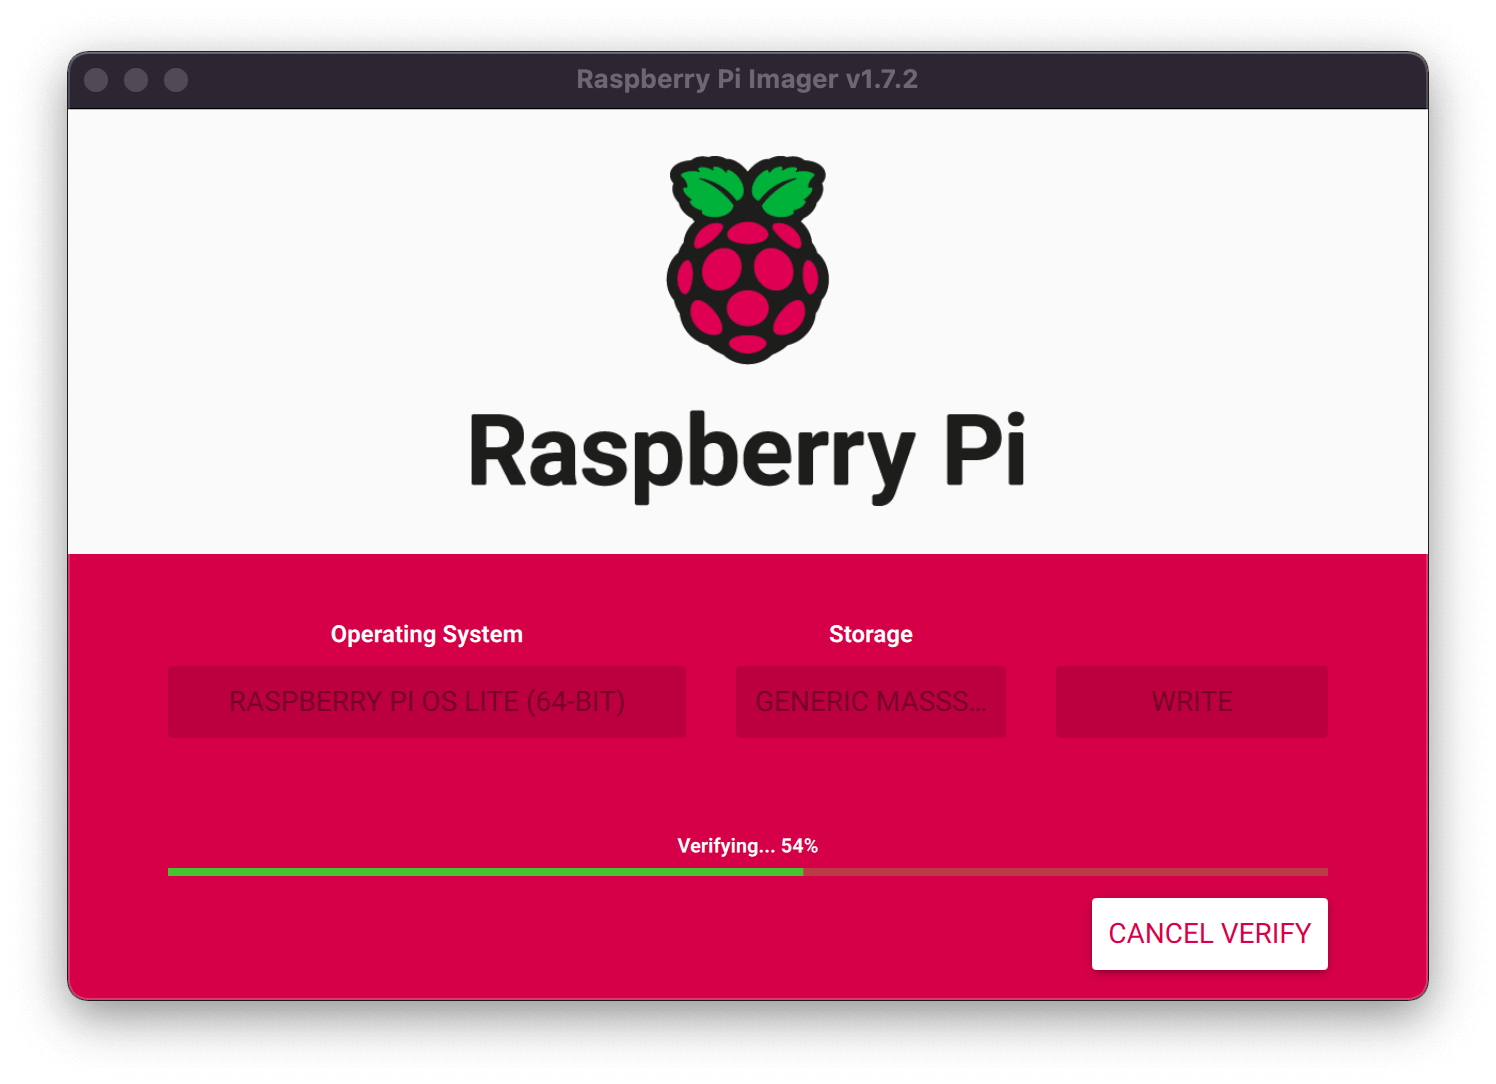 Raspberry Pi Imager v1.7.2
Raspberry Pi
Operating System
Storage
RASPBERRY PI OS LITE (64-BIT)
GENERIC MASSS...
WRITE
Verifying... 54%
CANCEL VERIFY